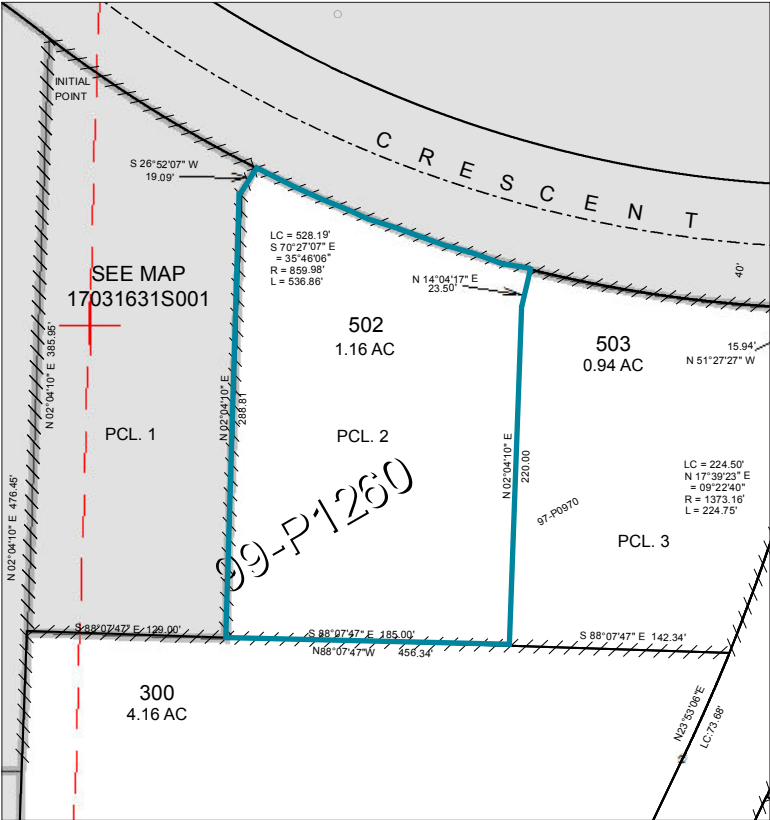 C R E S C E N T
INITIAL
POINT
S 26°52'07" W
19.09'
LC = 528.19'
S 70°27'07" E
= 35°46'06"
R = 859.98'
L = 536.86'
N 14°04'17" E
23.50'
40'
SEE MAP
17031631S001
502
1.16 AC
503
0.94 AC
15.94'
N 51°27'27" W
N 02°04'10" E 385.95'
N 02°04'10" E
288.81
N 02°04'10" E
220.00
N 02°04'10" E 476.45'
PCL. 1
PCL. 2
99-P1260
97-P0970
LC = 224.50'
N 17°39'23" E
= 09°22'40"
R = 1373.16'
L = 224.75'
PCL. 3
S 88°07'47" E 129.00'
S 88°07'47" E 185.00'
N88°07'47"W 456.34'
S 88°07'47" E 142.34'
300
4.16 AC
N23°53'06"E
LC:73.68'